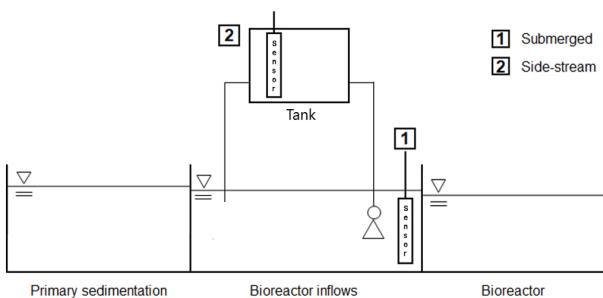 2
Sensor
1 Submerged
2 Side-stream
Tank
1
Sensor
Primary sedimentation
Bioreactor inflows
Bioreactor